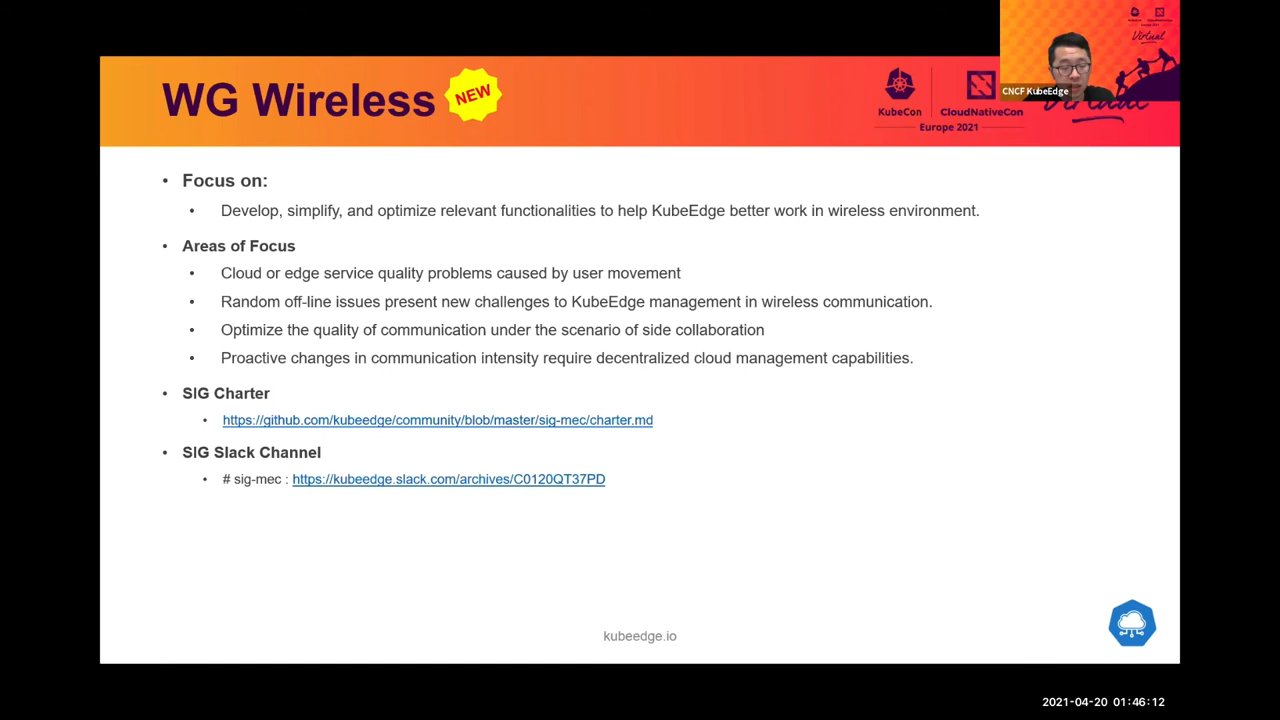 WG Wireless
NEW
KubeCon
CloudNativeCon
Europe 2021
Virtual
CNCF KubeEdge
Virtual
• Focus on:
• Develop, simplify, and optimize relevant functionalities to help KubeEdge better work in wireless environment.
• Areas of Focus
• Cloud or edge service quality problems caused by user movement
• Random off-line issues present new challenges to KubeEdge management in wireless communication.
• Optimize the quality of communication under the scenario of side collaboration
• Proactive changes in communication intensity require decentralized cloud management capabilities.
• SIG Charter
• https://github.com/kubeedge/community/blob/master/sig-mec/charter.md
• SIG Slack Channel
• # sig-mec : https://kubeedge.slack.com/archives/C0120QT37PD
kubeedge.io
2021-04-20 01:46:12